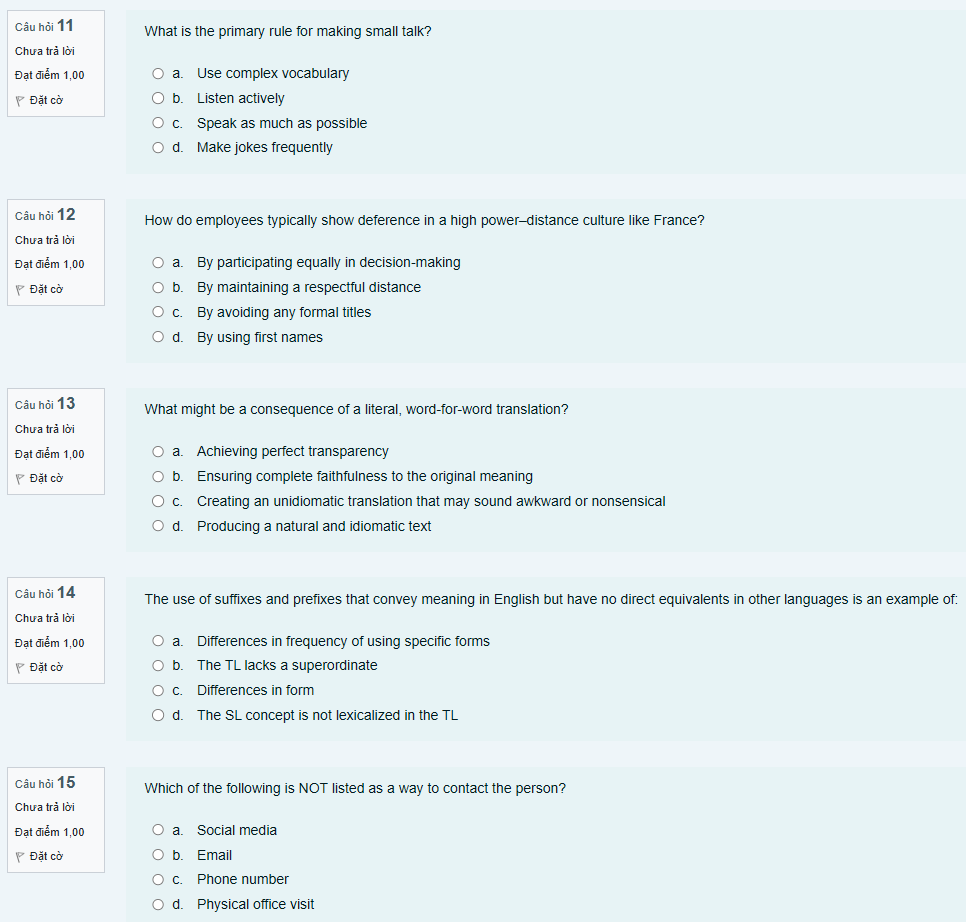 Câu hỏi 11
Chưa trả lời
Đạt điểm 1,00
Đặt cờ
What is the primary rule for making small talk?
a. Use complex vocabulary
b. Listen actively
c. Speak as much as possible
d. Make jokes frequently
Câu hỏi 12
Chưa trả lời
Đạt điểm 1,00
Đặt cờ
How do employees typically show deference in a high power–distance culture like France?
a. By participating equally in decision-making
b. By maintaining a respectful distance
c. By avoiding any formal titles
d. By using first names
Câu hỏi 13
Chưa trả lời
Đạt điểm 1,00
Đặt cờ
What might be a consequence of a literal, word-for-word translation?
a. Achieving perfect transparency
b. Ensuring complete faithfulness to the original meaning
c. Creating an unidiomatic translation that may sound awkward or nonsensical
d. Producing a natural and idiomatic text
Câu hỏi 14
Chưa trả lời
Đạt điểm 1,00
Đặt cờ
The use of suffixes and prefixes that convey meaning in English but have no direct equivalents in other languages is an example of:
a. Differences in frequency of using specific forms
b. The TL lacks a superordinate
c. Differences in form
d. The SL concept is not lexicalized in the TL
Câu hỏi 15
Chưa trả lời
Đạt điểm 1,00
Đặt cờ
Which of the following is NOT listed as a way to contact the person?
a. Social media
b. Email
c. Phone number
d. Physical office visit